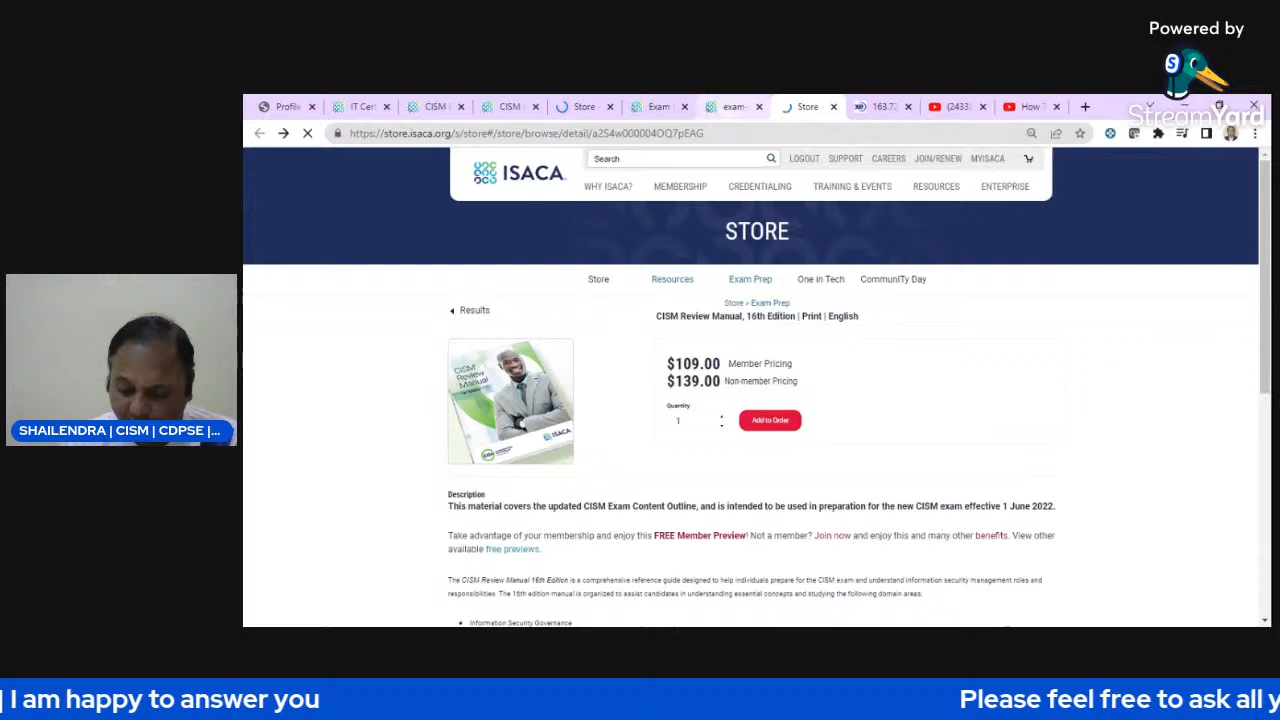 Powered by
StreamYard
Profile
IT Cert
CISM
CISM
Store
Exam
exam-
Store
163.72
(2433)
How T
https://store.isaca.org/s/store#/store/browse/detail/a2S4w000004OQ7pEAG
ISACA
Search
LOGOUT SUPPORT CAREERS JOIN/RENEW MYISACA
WHY ISACA? MEMBERSHIP CREDENTIALING TRAINING & EVENTS RESOURCES ENTERPRISE
STORE
Store Resources Exam Prep One in Tech CommunITy Day
Results
Store » Exam Prep
CISM Review Manual, 16th Edition | Print | English
CISM Review Manual
ISACA
$109.00 Member Pricing
$139.00 Non-member Pricing
Quantity
1
Add to Order
Description
This material covers the updated CISM Exam Content Outline, and is intended to be used in preparation for the new CISM exam effective 1 June 2022.
Take advantage of your membership and enjoy this FREE Member Preview! Not a member? Join now and enjoy this and many other benefits. View other
available free previews.
The CISM Review Manual 16th Edition is a comprehensive reference guide designed to help individuals prepare for the CISM exam and understand information security management roles and
responsibilities. The 16th edition manual is organized to assist candidates in understanding essential concepts and studying the following domain areas:
Information Security Governance
SHAILENDRA | CISM | CDPSE |...
| I am happy to answer you
Please feel free to ask all y